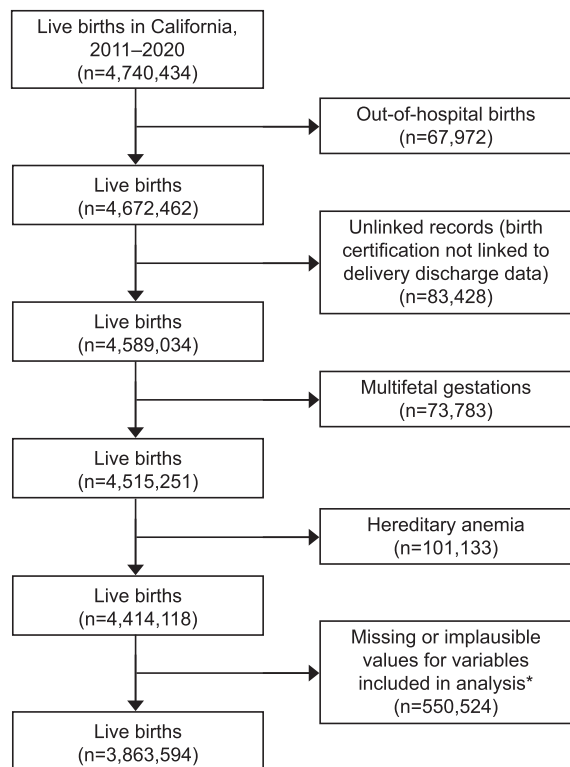 Live births in California,
2011–2020
(n=4,740,434)
Out-of-hospital births
(n=67,972)
Live births
(n=4,672,462)
Unlinked records (birth
certification not linked to
delivery discharge data)
(n=83,428)
Live births
(n=4,589,034)
Multifetal gestations
(n=73,783)
Live births
(n=4,515,251)
Hereditary anemia
(n=101,133)
Live births
(n=4,414,118)
Missing or implausible
values for variables
included in analysis*
(n=550,524)
Live births
(n=3,863,594)